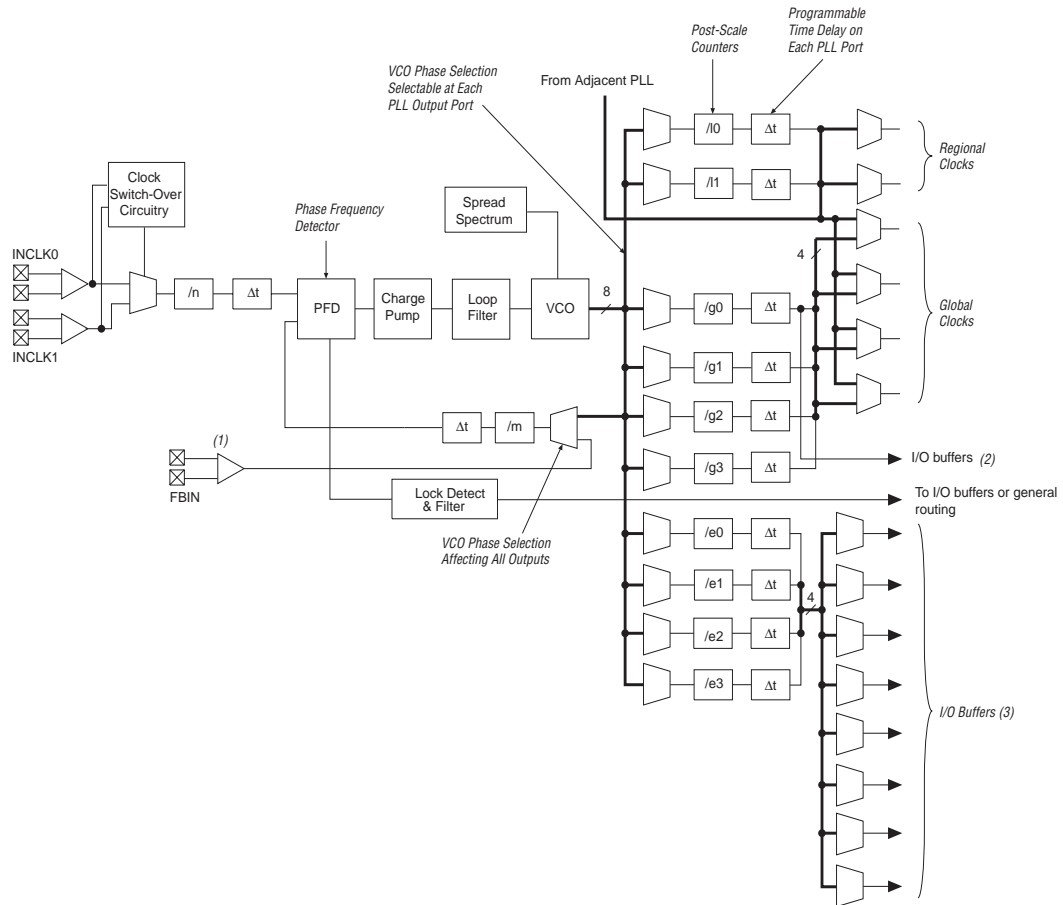 Programmable
Time Delay on
Each PLL Port
Post-Scale
Counters
VCO Phase Selection
Selectable at Each
PLL Output Port
From Adjacent PLL
/l0
Δt
Regional
Clocks
/l1
Δt
Clock
Switch-Over
Circuitry
Spread
Spectrum
Phase Frequency
Detector
4
INCLK0
/n
Δt
PFD
Charge
Pump
Loop
Filter
VCO
8
/g0
Δt
Global
Clocks
INCLK1
/g1
Δt
Δt
/m
/g2
Δt
(1)
FBIN
/g3
Δt
I/O buffers (2)
Lock Detect
& Filter
To I/O buffers or general
routing
VCO Phase Selection
Affecting All Outputs
/e0
Δt
/e1
Δt
4
/e2
Δt
/e3
Δt
I/O Buffers (3)